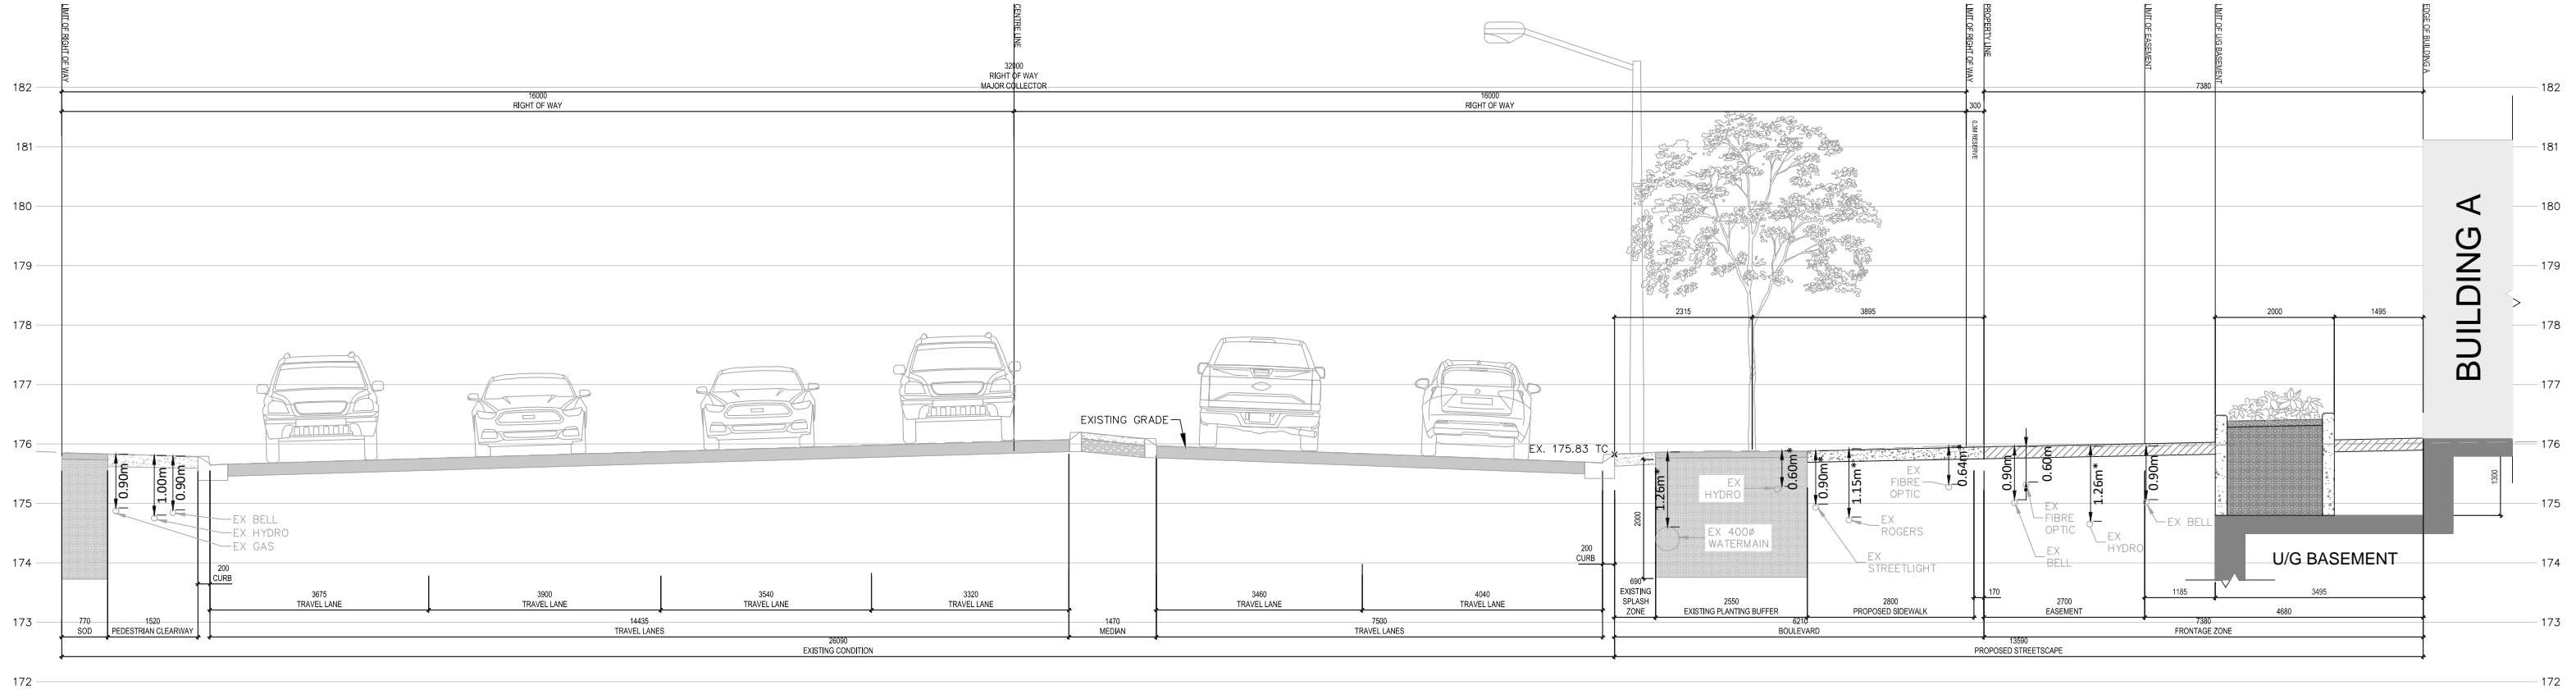 LIMIT OF RIGHT OF WAY
CENTRE LINE
LIMIT OF RIGHT OF WAY
PROPERTY LINE
LIMIT OF EASEMENT
LIMIT OF U/G BASEMENT
EDGE OF BUILDING A
32000
RIGHT OF WAY
MAJOR COLLECTOR
182
7380
182
16000
RIGHT OF WAY
16000
RIGHT OF WAY
300
0.3M RESERVE
181
181
180
180
BUILDING A
179
179
178
2315
3895
2000
1495
178
177
177
EXISTING GRADE
EX. 175.83 TC
176
176
0.90m
1.00m
0.90m
1.26m*
0.60m*
0.90m*
1.15m*
0.64m*
0.90m
0.60m
1.26m*
0.90m
1300
EX
HYDRO
EX
FIBRE
OPTIC
175
175
EX BELL
EX HYDRO
EX GAS
2000
EX 400ø
WATERMAIN
EX
ROGERS
EX
STREETLIGHT
EX
FIBRE
OPTIC
EX
BELL
EX
HYDRO
EX BELL
U/G BASEMENT
174
174
200
CURB
200
CURB
3675
TRAVEL LANE
3900
TRAVEL LANE
3540
TRAVEL LANE
3320
TRAVEL LANE
3460
TRAVEL LANE
4040
TRAVEL LANE
690
EXISTING
SPLASH
ZONE
2550
EXISTING PLANTING BUFFER
2800
PROPOSED SIDEWALK
170
2700
EASEMENT
1185
3495
4680
173
173
770
SOD
1520
PEDESTRIAN CLEARWAY
14435
TRAVEL LANES
1470
MEDIAN
7500
TRAVEL LANES
6210
BOULEVARD
7380
FRONTAGE ZONE
26090
EXISTING CONDITION
13590
PROPOSED STREETSCAPE
172
172